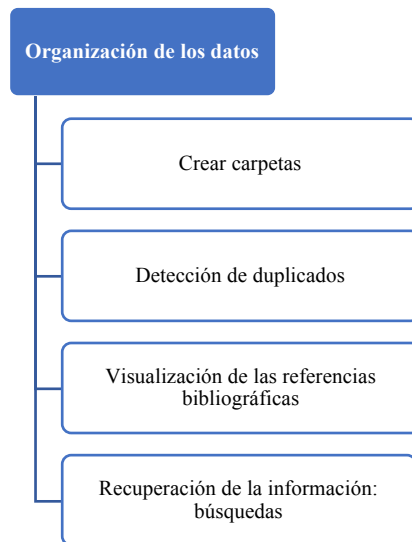 Organización de los datos
Crear carpetas
Detección de duplicados
Visualización de las referencias
bibliográficas
Recuperación de la información:
búsquedas